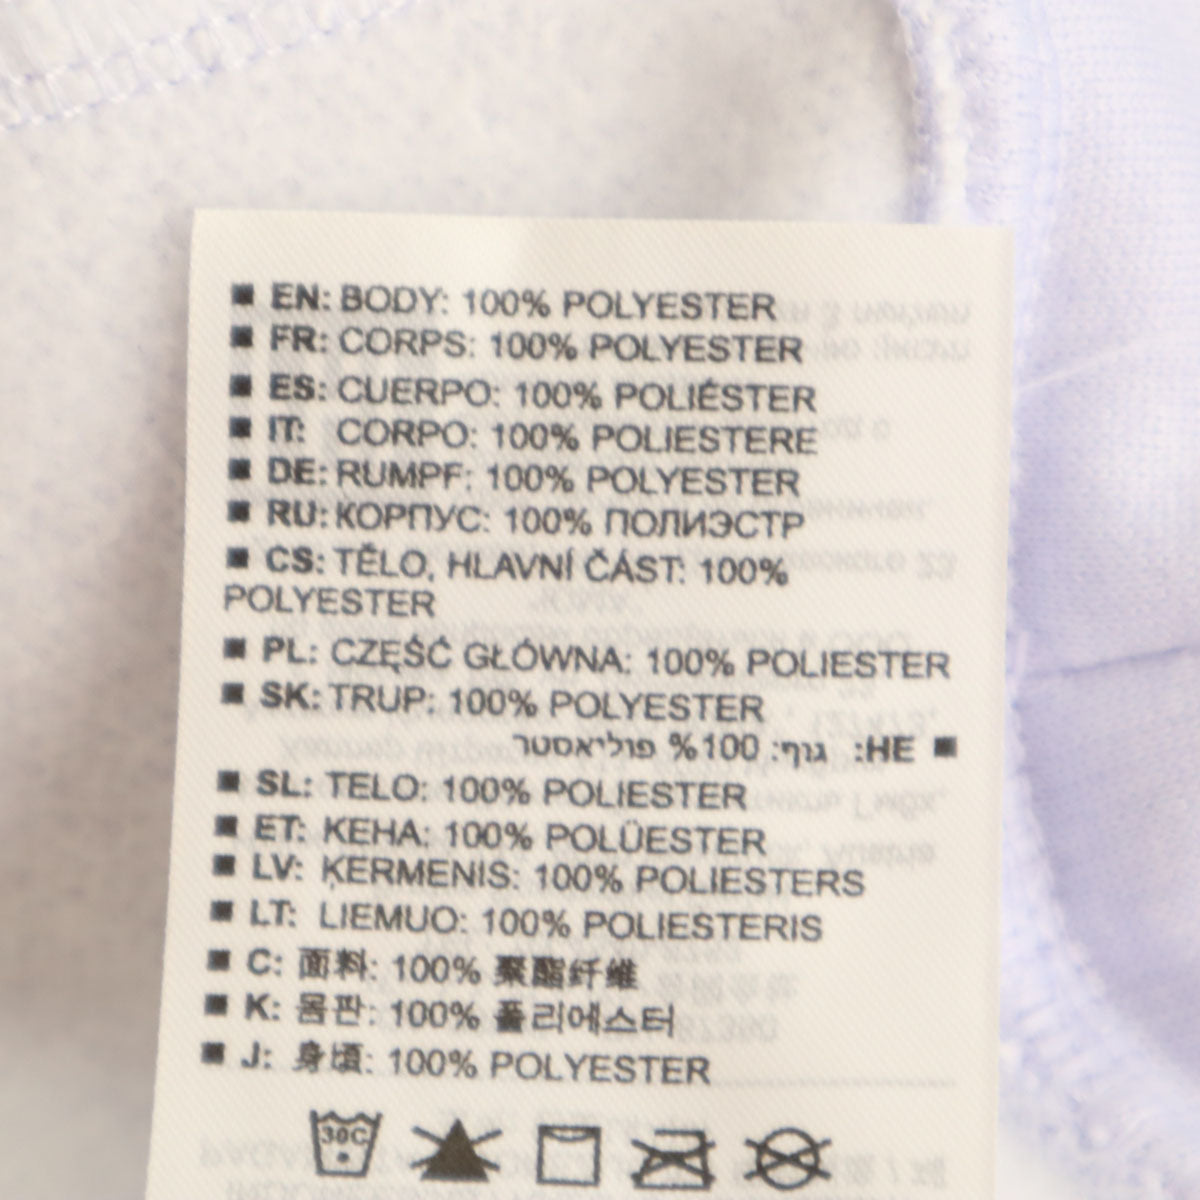 ■ EN: BODY: 100% POLYESTER
■ FR: CORPS: 100% POLYESTER
■ ES: CUERPO: 100% POLIÉSTER
■ IT: CORPO: 100% POLIESTERE
■ DE: RUMPF: 100% POLYESTER
■ RU: КОРПУС: 100% ПОЛИЭСТР
■ CS: TĚLO, HLAVNÍ ČÁST: 100%
POLYESTER
■ PL: CZĘŚĆ GŁÓWNA: 100% POLIESTER
■ SK: TRUP: 100% POLYESTER
■ HE: גוף: 100% פוליאסטר
■ SL: TELO: 100% POLIESTER
■ ET: KEHA: 100% POLÜESTER
■ LV: ĶERMENIS: 100% POLIESTERS
■ LT: LIEMUO: 100% POLIESTERIS
■ C: 面料: 100% 聚酯纤维
■ K: 몸판: 100% 폴리에스터
■ J: 身頃: 100% POLYESTER
30C